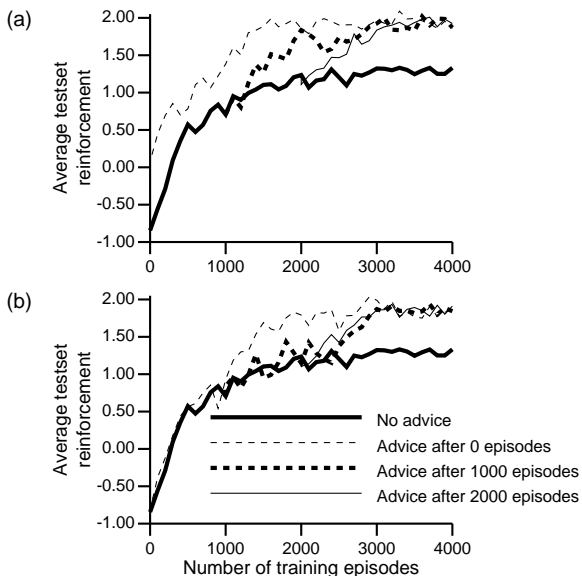 (a)
2.00
1.50
1.00
0.50
0.00
-0.50
-1.00
Average testset
reinforcement
0
1000
2000
3000
4000
(b)
2.00
1.50
1.00
0.50
0.00
-0.50
-1.00
Average testset
reinforcement
No advice
Advice after 0 episodes
Advice after 1000 episodes
Advice after 2000 episodes
0
1000
2000
3000
4000
Number of training episodes